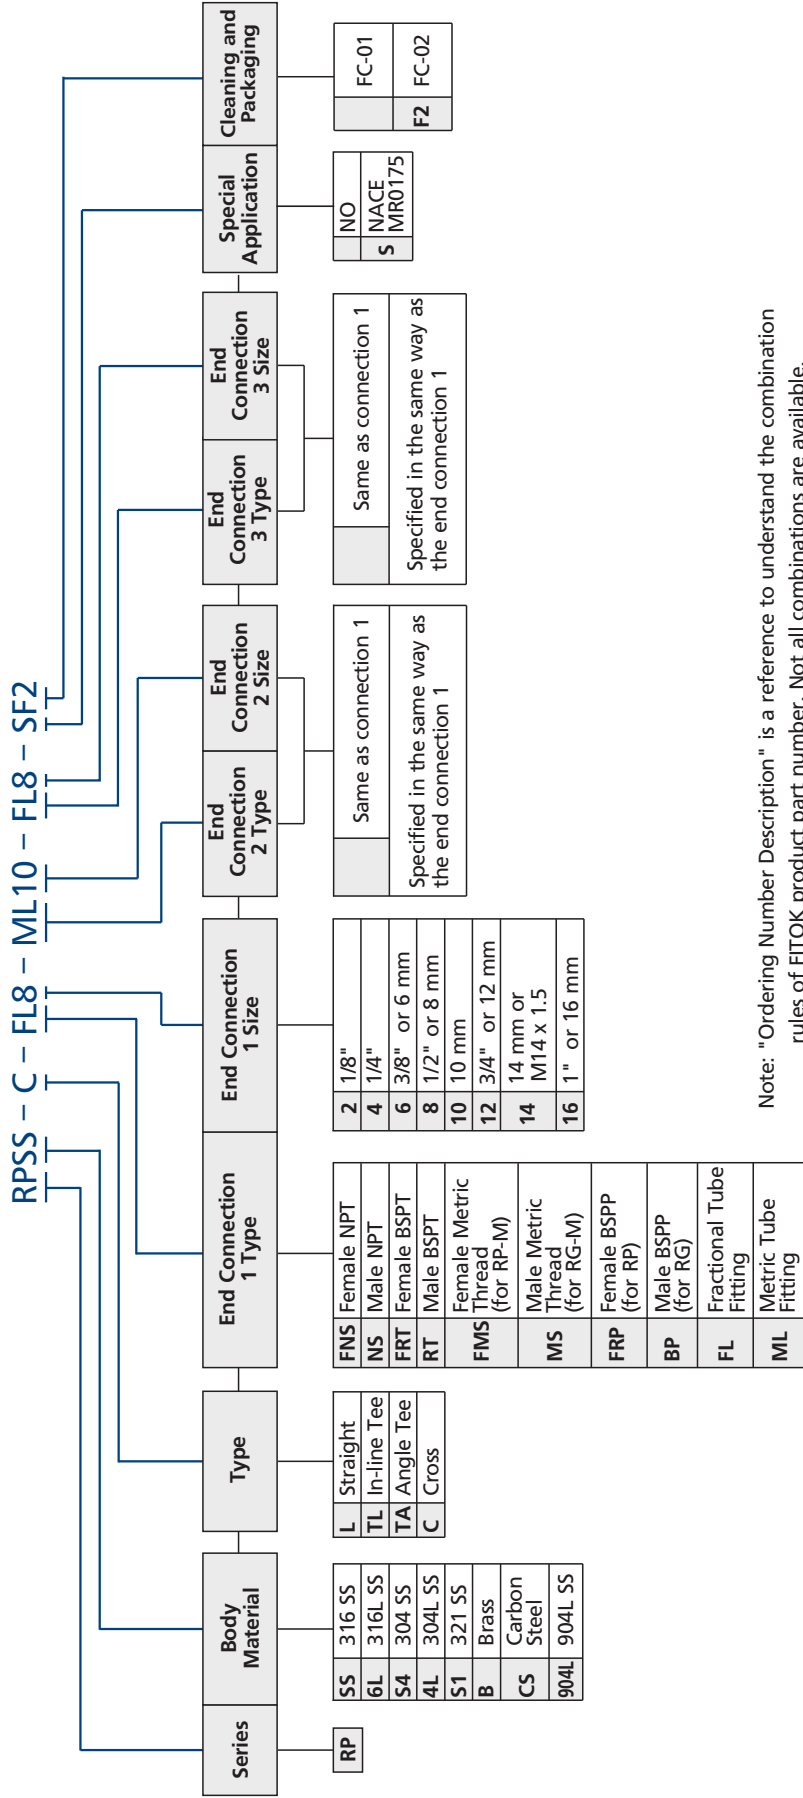 RPSS – C – FL8 – ML10 – FL8 – SF2
Series
RP
Body
Material
SS 316 SS
6L 316L SS
S4 304 SS
4L 304L SS
S1 321 SS
B Brass
CS Carbon
Steel
904L 904L SS
Type
L Straight
TL In-line Tee
TA Angle Tee
C Cross
End Connection
1 Type
FNS Female NPT
NS Male NPT
FRT Female BSPT
RT Male BSPT
FMS Female Metric
Thread
(for RP-M)
MS Male Metric
Thread
(for RG-M)
FRP Female BSPP
(for RP)
BP Male BSPP
(for RG)
FL Fractional Tube
Fitting
ML Metric Tube
Fitting
End Connection
1 Size
2 1/8"
4 1/4"
6 3/8" or 6 mm
8 1/2" or 8 mm
10 10 mm
12 3/4" or 12 mm
14 14 mm or
M14 x 1.5
16 1" or 16 mm
End
Connection
2 Type
End
Connection
2 Size
Same as connection 1
Specified in the same way as
the end connection 1
End
Connection
3 Type
End
Connection
3 Size
Same as connection 1
Specified in the same way as
the end connection 1
Special
Application
NO
S NACE
MR0175
Cleaning and
Packaging
FC-01
F2 FC-02
Note: "Ordering Number Description" is a reference to understand the combination
rules of FITOK product part number. Not all combinations are available.